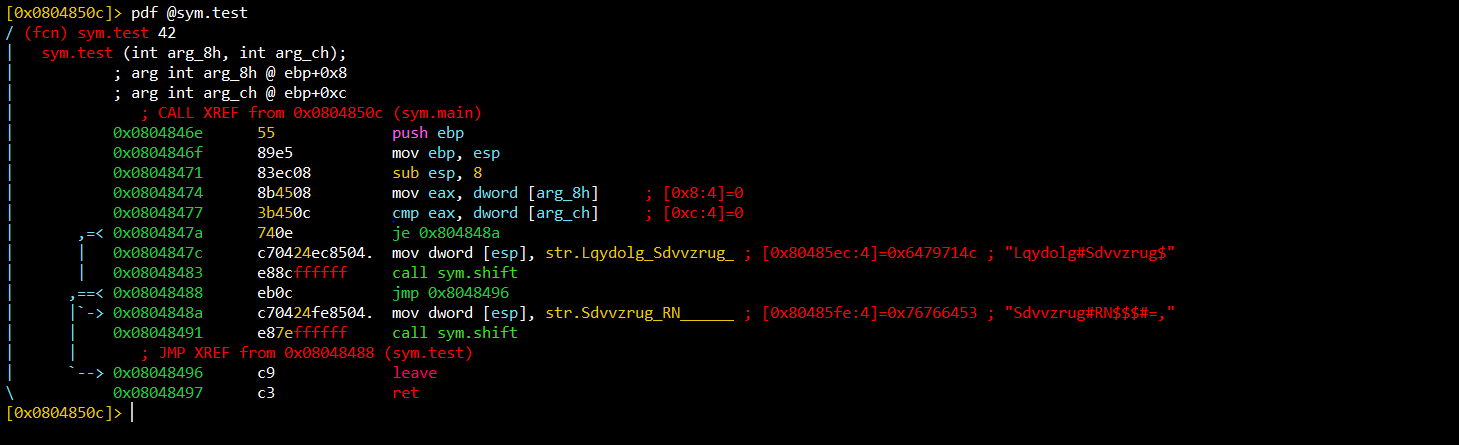 [0x0804850c]> pdf @sym.test
/ (fcn) sym.test 42
|   sym.test (int arg_8h, int arg_ch);
|           ; arg int arg_8h @ ebp+0x8
|           ; arg int arg_ch @ ebp+0xc
|              ; CALL XREF from 0x0804850c (sym.main)
|           0x0804846e      55             push ebp
|           0x0804846f      89e5           mov ebp, esp
|           0x08048471      83ec08         sub esp, 8
|           0x08048474      8b4508         mov eax, dword [arg_8h]     ; [0x8:4]=0
|           0x08048477      3b450c         cmp eax, dword [arg_ch]     ; [0xc:4]=0
|       ,=< 0x0804847a      740e           je 0x804848a
|       |   0x0804847c      c70424ec8504.  mov dword [esp], str.Lqydolg_Sdvvzrug_ ; [0x80485ec:4]=0x6479714c ; "Lqydolg#Sdvvzrug$"
|       |   0x08048483      e88cffffff     call sym.shift
|      ,==< 0x08048488      eb0c           jmp 0x8048496
|      |`-> 0x0804848a      c70424fe8504.  mov dword [esp], str.Sdvvzrug_RN______ ; [0x80485fe:4]=0x76766453 ; "Sdvvzrug#RN$$$#=,"
|      |    0x08048491      e87effffff     call sym.shift
|      |       ; JMP XREF from 0x08048488 (sym.test)
|      `--> 0x08048496      c9             leave
\           0x08048497      c3             ret
[0x0804850c]>